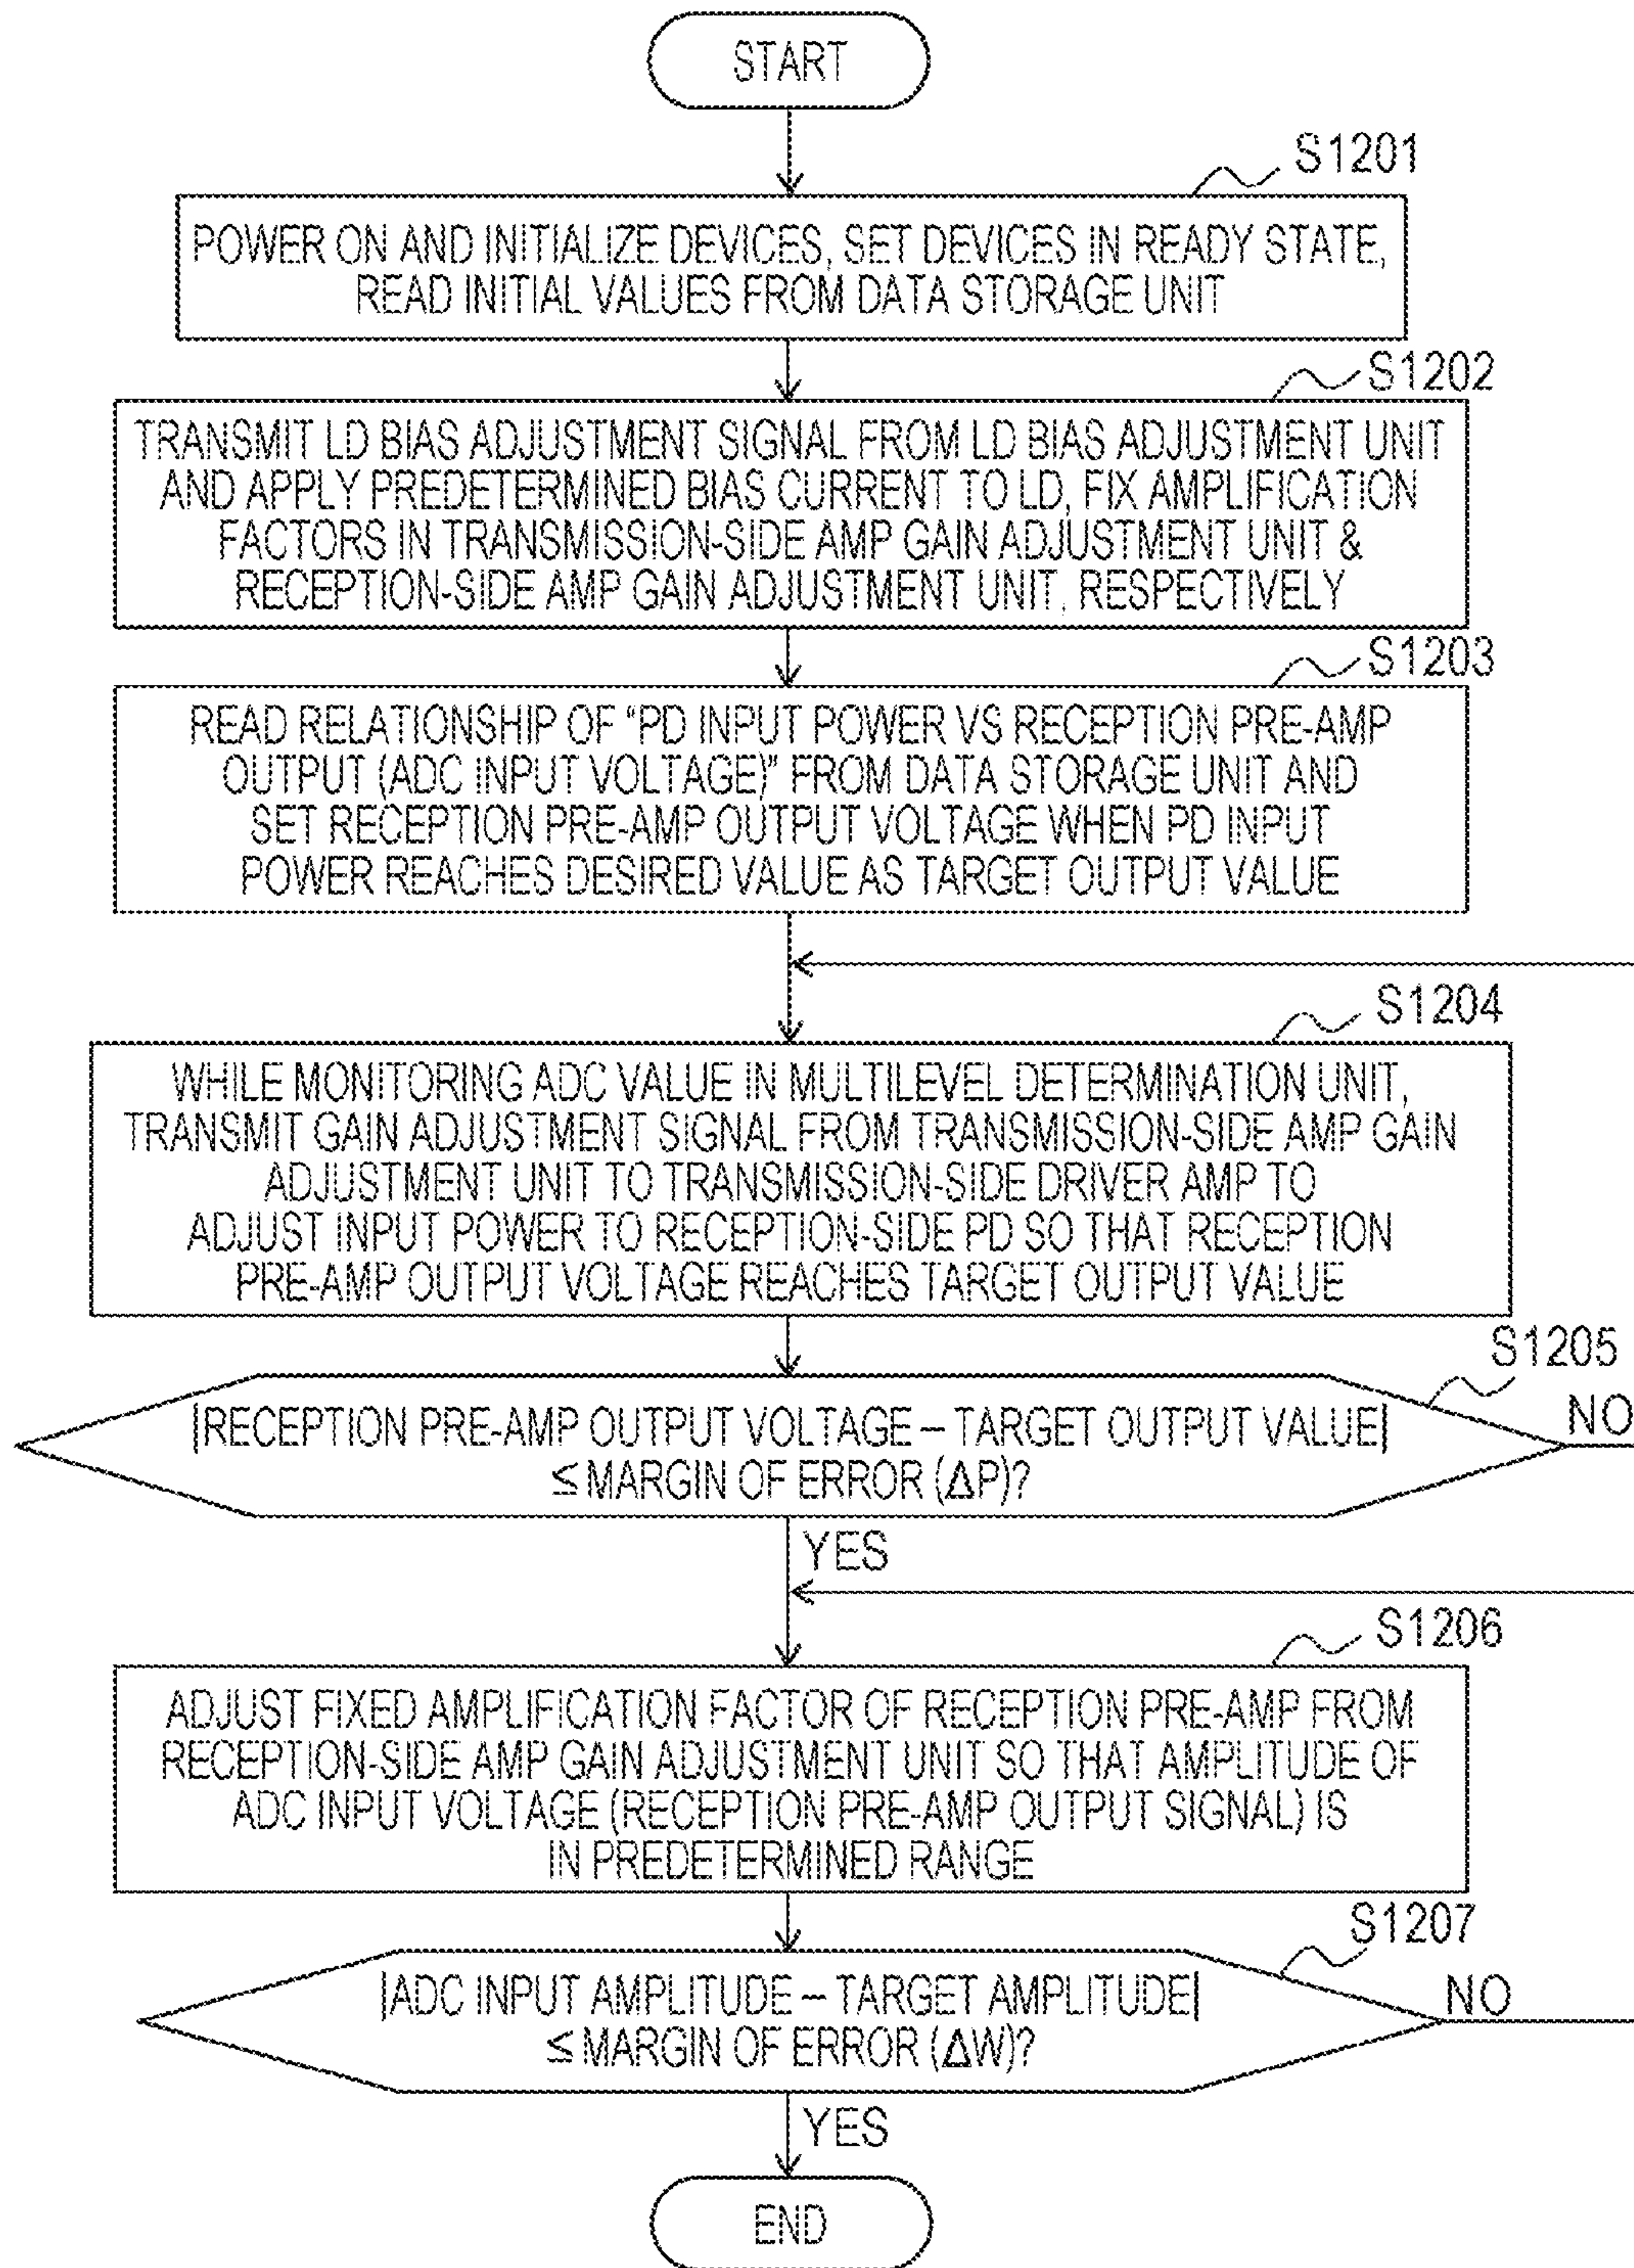 START
S1201
POWER ON AND INITIALIZE DEVICES, SET DEVICES IN READY STATE,
READ INITIAL VALUES FROM DATA STORAGE UNIT
S1202
TRANSMIT LD BIAS ADJUSTMENT SIGNAL FROM LD BIAS ADJUSTMENT UNIT
AND APPLY PREDETERMINED BIAS CURRENT TO LD, FIX AMPLIFICATION
FACTORS IN TRANSMISSION-SIDE AMP GAIN ADJUSTMENT UNIT &
RECEPTION-SIDE AMP GAIN ADJUSTMENT UNIT, RESPECTIVELY
S1203
READ RELATIONSHIP OF "PD INPUT POWER VS RECEPTION PRE-AMP
OUTPUT (ADC INPUT VOLTAGE)" FROM DATA STORAGE UNIT AND
SET RECEPTION PRE-AMP OUTPUT VOLTAGE WHEN PD INPUT
POWER REACHES DESIRED VALUE AS TARGET OUTPUT VALUE
S1204
WHILE MONITORING ADC VALUE IN MULTILEVEL DETERMINATION UNIT,
TRANSMIT GAIN ADJUSTMENT SIGNAL FROM TRANSMISSION-SIDE AMP GAIN
ADJUSTMENT UNIT TO TRANSMISSION-SIDE DRIVER AMP TO
ADJUST INPUT POWER TO RECEPTION-SIDE PD SO THAT RECEPTION
PRE-AMP OUTPUT VOLTAGE REACHES TARGET OUTPUT VALUE
S1205
|RECEPTION PRE-AMP OUTPUT VOLTAGE – TARGET OUTPUT VALUE|
≤ MARGIN OF ERROR (ΔP)?
NO
YES
S1206
ADJUST FIXED AMPLIFICATION FACTOR OF RECEPTION PRE-AMP FROM
RECEPTION-SIDE AMP GAIN ADJUSTMENT UNIT SO THAT AMPLITUDE OF
ADC INPUT VOLTAGE (RECEPTION PRE-AMP OUTPUT SIGNAL) IS
IN PREDETERMINED RANGE
S1207
|ADC INPUT AMPLITUDE – TARGET AMPLITUDE|
≤ MARGIN OF ERROR (ΔW)?
NO
YES
END